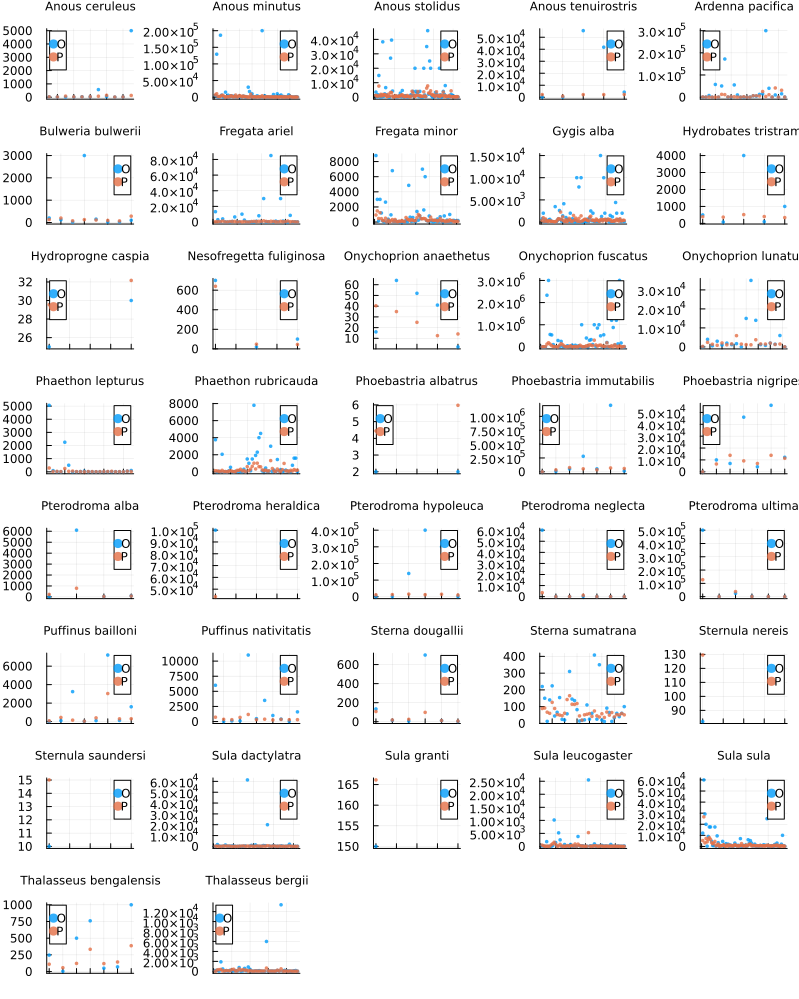 Anous ceruleus
5000
4000
3000
2000
1000
0
O
P
Anous minutus
2.00×10⁵
1.50×10⁵
1.00×10⁵
5.00×10⁴
0
O
P
Anous stolidus
4.0×10⁴
3.0×10⁴
2.0×10⁴
1.0×10⁴
0
O
P
Anous tenuirostris
5.0×10⁴
4.0×10⁴
3.0×10⁴
2.0×10⁴
1.0×10⁴
0
O
P
Ardenna pacifica
3.0×10⁵
2.0×10⁵
1.0×10⁵
0
O
P
Bulweria bulwerii
3000
2000
1000
0
O
P
Fregata ariel
8.0×10⁴
6.0×10⁴
4.0×10⁴
2.0×10⁴
0
O
P
Fregata minor
8000
6000
4000
2000
0
O
P
Gygis alba
1.50×10⁴
1.00×10⁴
5.00×10³
0
O
P
Hydrobates tristram
4000
3000
2000
1000
0
O
P
Hydroprogne caspia
32
30
28
26
O
P
Nesofregetta fuliginosa
600
400
200
0
O
P
Onychoprion anaethetus
60
50
40
30
20
10
O
P
Onychoprion fuscatus
3.0×10⁶
2.0×10⁶
1.0×10⁶
0
O
P
Onychoprion lunatu
3.0×10⁴
2.0×10⁴
1.0×10⁴
0
O
P
Phaethon lepturus
5000
4000
3000
2000
1000
0
O
P
Phaethon rubricauda
8000
6000
4000
2000
0
O
P
Phoebastria albatrus
6
5
4
3
2
O
P
Phoebastria immutabilis
1.00×10⁶
7.50×10⁵
5.00×10⁵
2.50×10⁵
0
O
P
Phoebastria nigripes
5.0×10⁴
4.0×10⁴
3.0×10⁴
2.0×10⁴
1.0×10⁴
0
O
P
Pterodroma alba
6000
5000
4000
3000
2000
1000
0
O
P
Pterodroma heraldica
1.0×10⁵
9.0×10⁴
8.0×10⁴
7.0×10⁴
6.0×10⁴
5.0×10⁴
O
P
Pterodroma hypoleuca
4.0×10⁵
3.0×10⁵
2.0×10⁵
1.0×10⁵
0
O
P
Pterodroma neglecta
6.0×10⁴
5.0×10⁴
4.0×10⁴
3.0×10⁴
2.0×10⁴
1.0×10⁴
0
O
P
Pterodroma ultima
5.0×10⁵
4.0×10⁵
3.0×10⁵
2.0×10⁵
1.0×10⁵
0
O
P
Puffinus bailloni
6000
4000
2000
0
O
P
Puffinus nativitatis
10000
7500
5000
2500
0
O
P
Sterna dougallii
600
400
200
0
O
P
Sterna sumatrana
400
300
200
100
0
O
P
Sternula nereis
130
120
110
100
90
O
P
Sternula saundersi
15
14
13
12
11
10
O
P
Sula dactylatra
6.0×10⁴
5.0×10⁴
4.0×10⁴
3.0×10⁴
2.0×10⁴
1.0×10⁴
0
O
P
Sula granti
165
160
155
150
O
P
Sula leucogaster
2.50×10⁴
2.00×10⁴
1.50×10⁴
1.00×10⁴
5.00×10³
0
O
P
Sula sula
6.0×10⁴
5.0×10⁴
4.0×10⁴
3.0×10⁴
2.0×10⁴
1.0×10⁴
0
O
P
Thalasseus bengalensis
1000
750
500
250
0
O
P
Thalasseus bergii
1.20×10⁴
1.00×10⁴
8.00×10³
6.00×10³
4.00×10³
2.00×10³
0
O
P